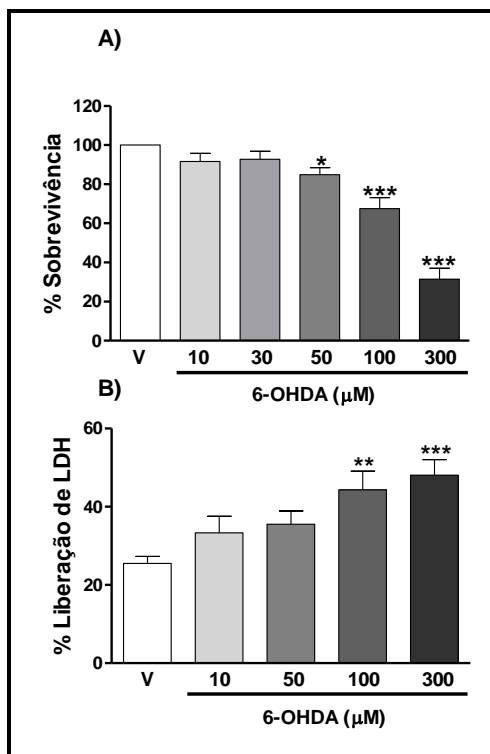 A)
% Sobrevivência
120
100
80
60
40
20
0
*
***
***
V 10 30 50 100 300
6-OHDA (μM)
B)
% Liberação de LDH
60
40
20
0
**
***
V 10 50 100 300
6-OHDA (μM)